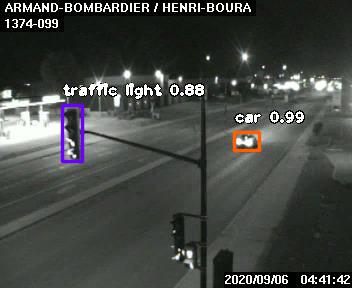 ARMAND-BOMBARDIER / HENRI-BOURA
1374-099
traffic light 0.88
car 0.99
2020/09/06 04:41:42